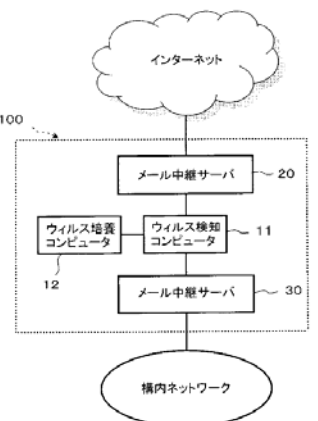 インターネット
100
メール中継サーバ
20
ウィルス培養
コンピュータ
ウィルス検知
コンピュータ
11
12
メール中継サーバ
30
構内ネットワーク